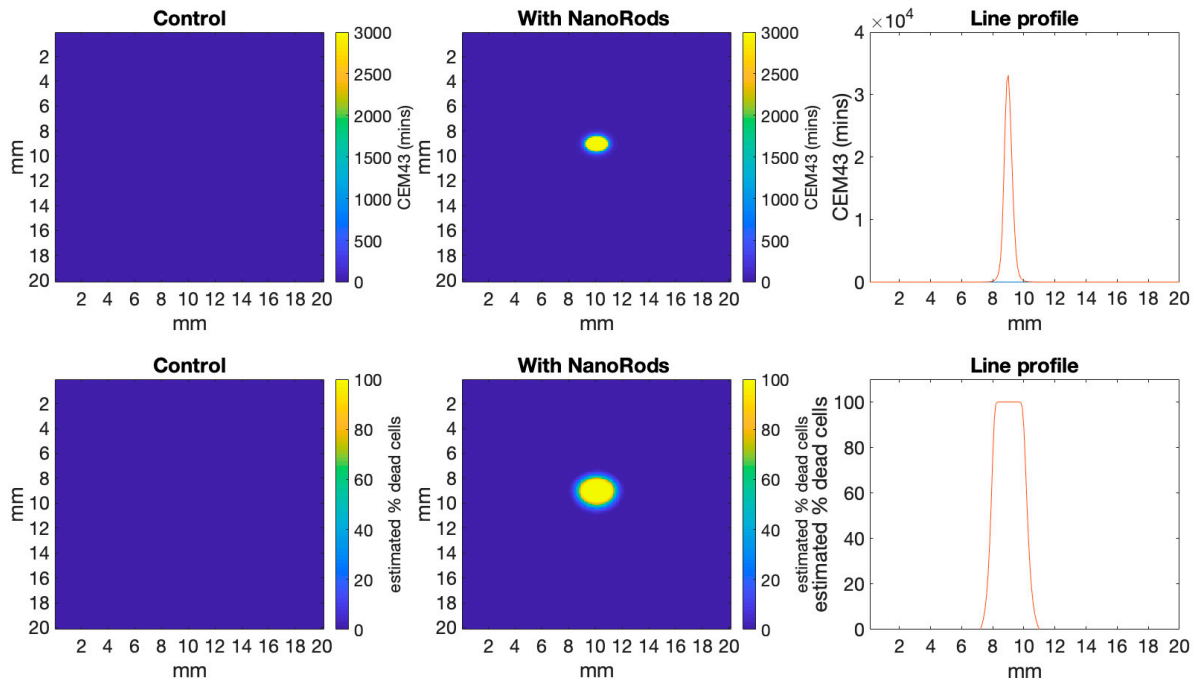 Control
2
4
6
8
10
12
14
16
18
20
mm
2 4 6 8 10 12 14 16 18 20
mm
3000
2500
2000
1500
1000
500
0
CEM43 (mins)
With NanoRods
2
4
6
8
10
12
14
16
18
20
mm
2 4 6 8 10 12 14 16 18 20
mm
3000
2500
2000
1500
1000
500
0
CEM43 (mins)
Line profile
×10⁴
4
3
2
1
0
CEM43 (mins)
2 4 6 8 10 12 14 16 18 20
mm
Control
2
4
6
8
10
12
14
16
18
20
mm
2 4 6 8 10 12 14 16 18 20
mm
100
80
60
40
20
0
estimated % dead cells
With NanoRods
2
4
6
8
10
12
14
16
18
20
mm
2 4 6 8 10 12 14 16 18 20
mm
100
80
60
40
20
0
estimated % dead cells
Line profile
100
80
60
40
20
0
estimated % dead cells
2 4 6 8 10 12 14 16 18 20
mm